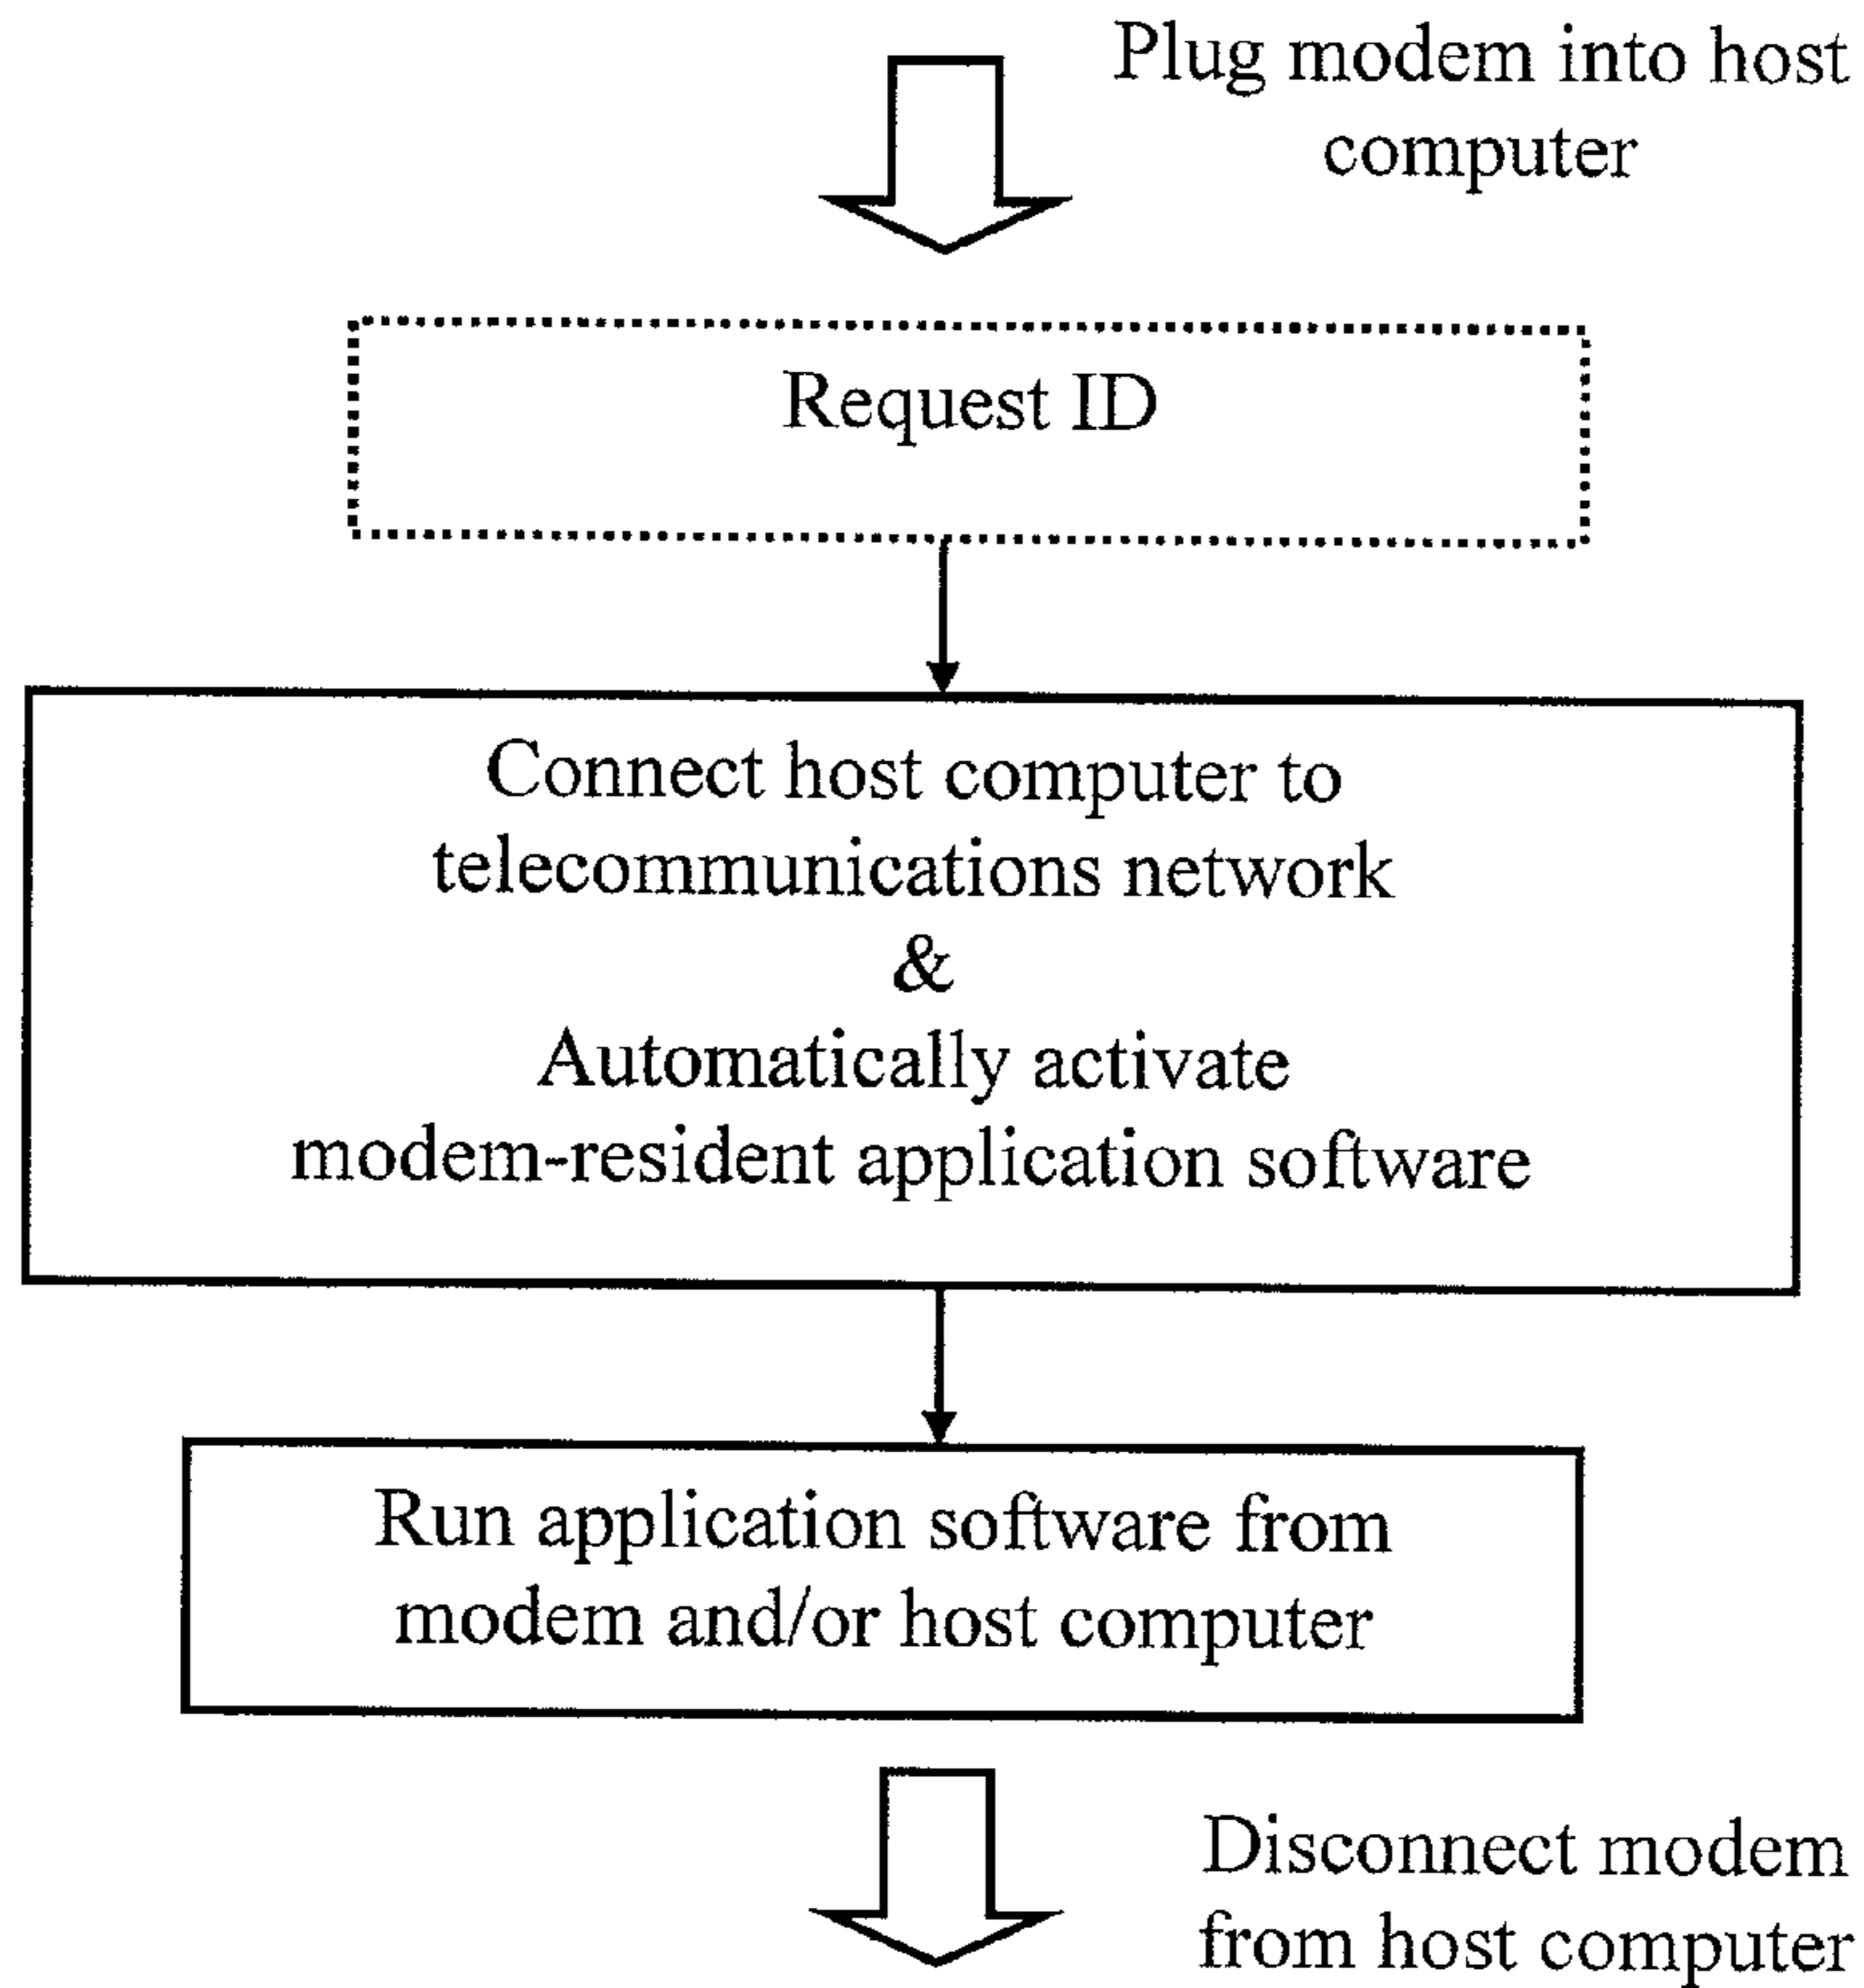 Plug modem into host
computer
Request ID
Connect host computer to
telecommunications network
&
Automatically activate
modem-resident application software
Run application software from
modem and/or host computer
Disconnect modem
from host computer